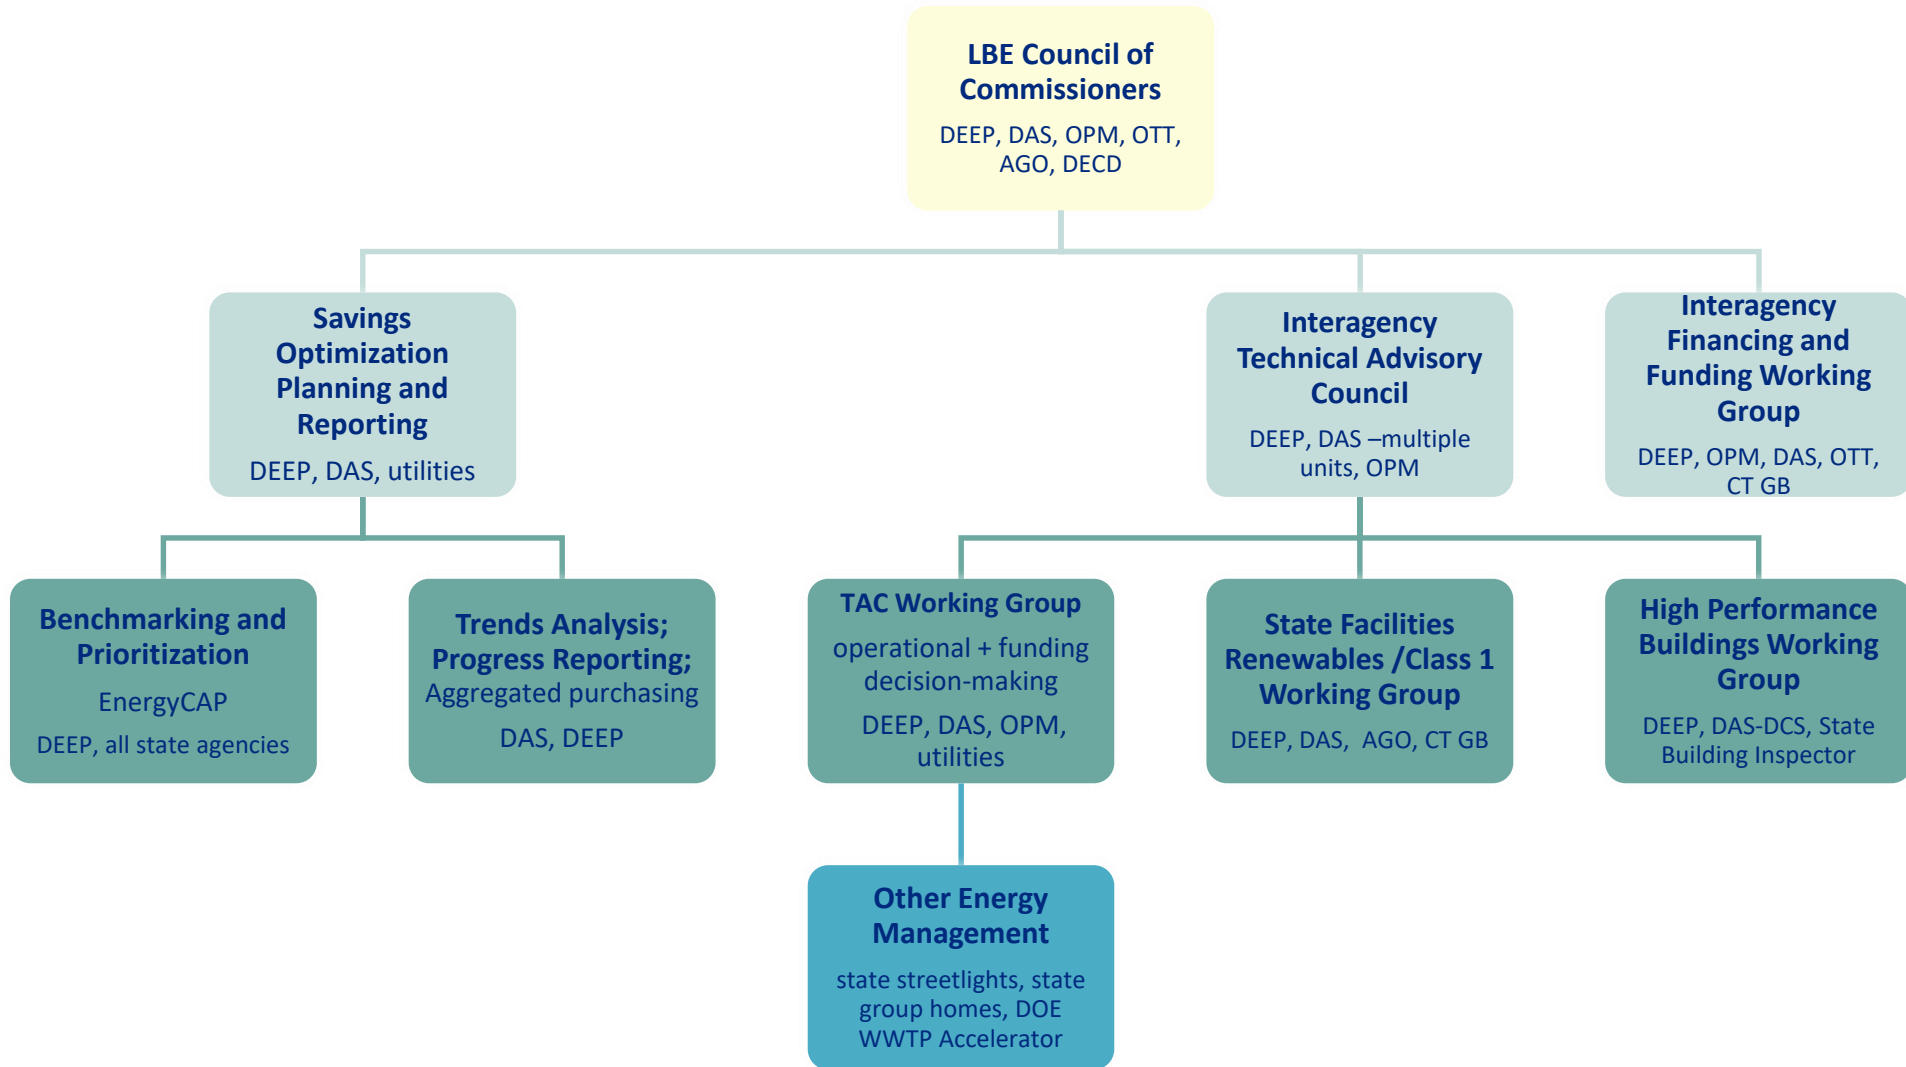 LBE Council of
Commissioners
DEEP, DAS, OPM, OTT,
AGO, DECD
Savings
Optimization
Planning and
Reporting
DEEP, DAS, utilities
Interagency
Technical Advisory
Council
DEEP, DAS –multiple
units, OPM
Interagency
Financing and
Funding Working
Group
DEEP, OPM, DAS, OTT,
CT GB
Benchmarking and
Prioritization
EnergyCAP
DEEP, all state agencies
Trends Analysis;
Progress Reporting;
Aggregated purchasing
DAS, DEEP
TAC Working Group
operational + funding
decision-making
DEEP, DAS, OPM,
utilities
State Facilities
Renewables /Class 1
Working Group
DEEP, DAS,  AGO, CT GB
High Performance
Buildings Working
Group
DEEP, DAS-DCS, State
Building Inspector
Other Energy
Management
state streetlights, state
group homes, DOE
WWTP Accelerator